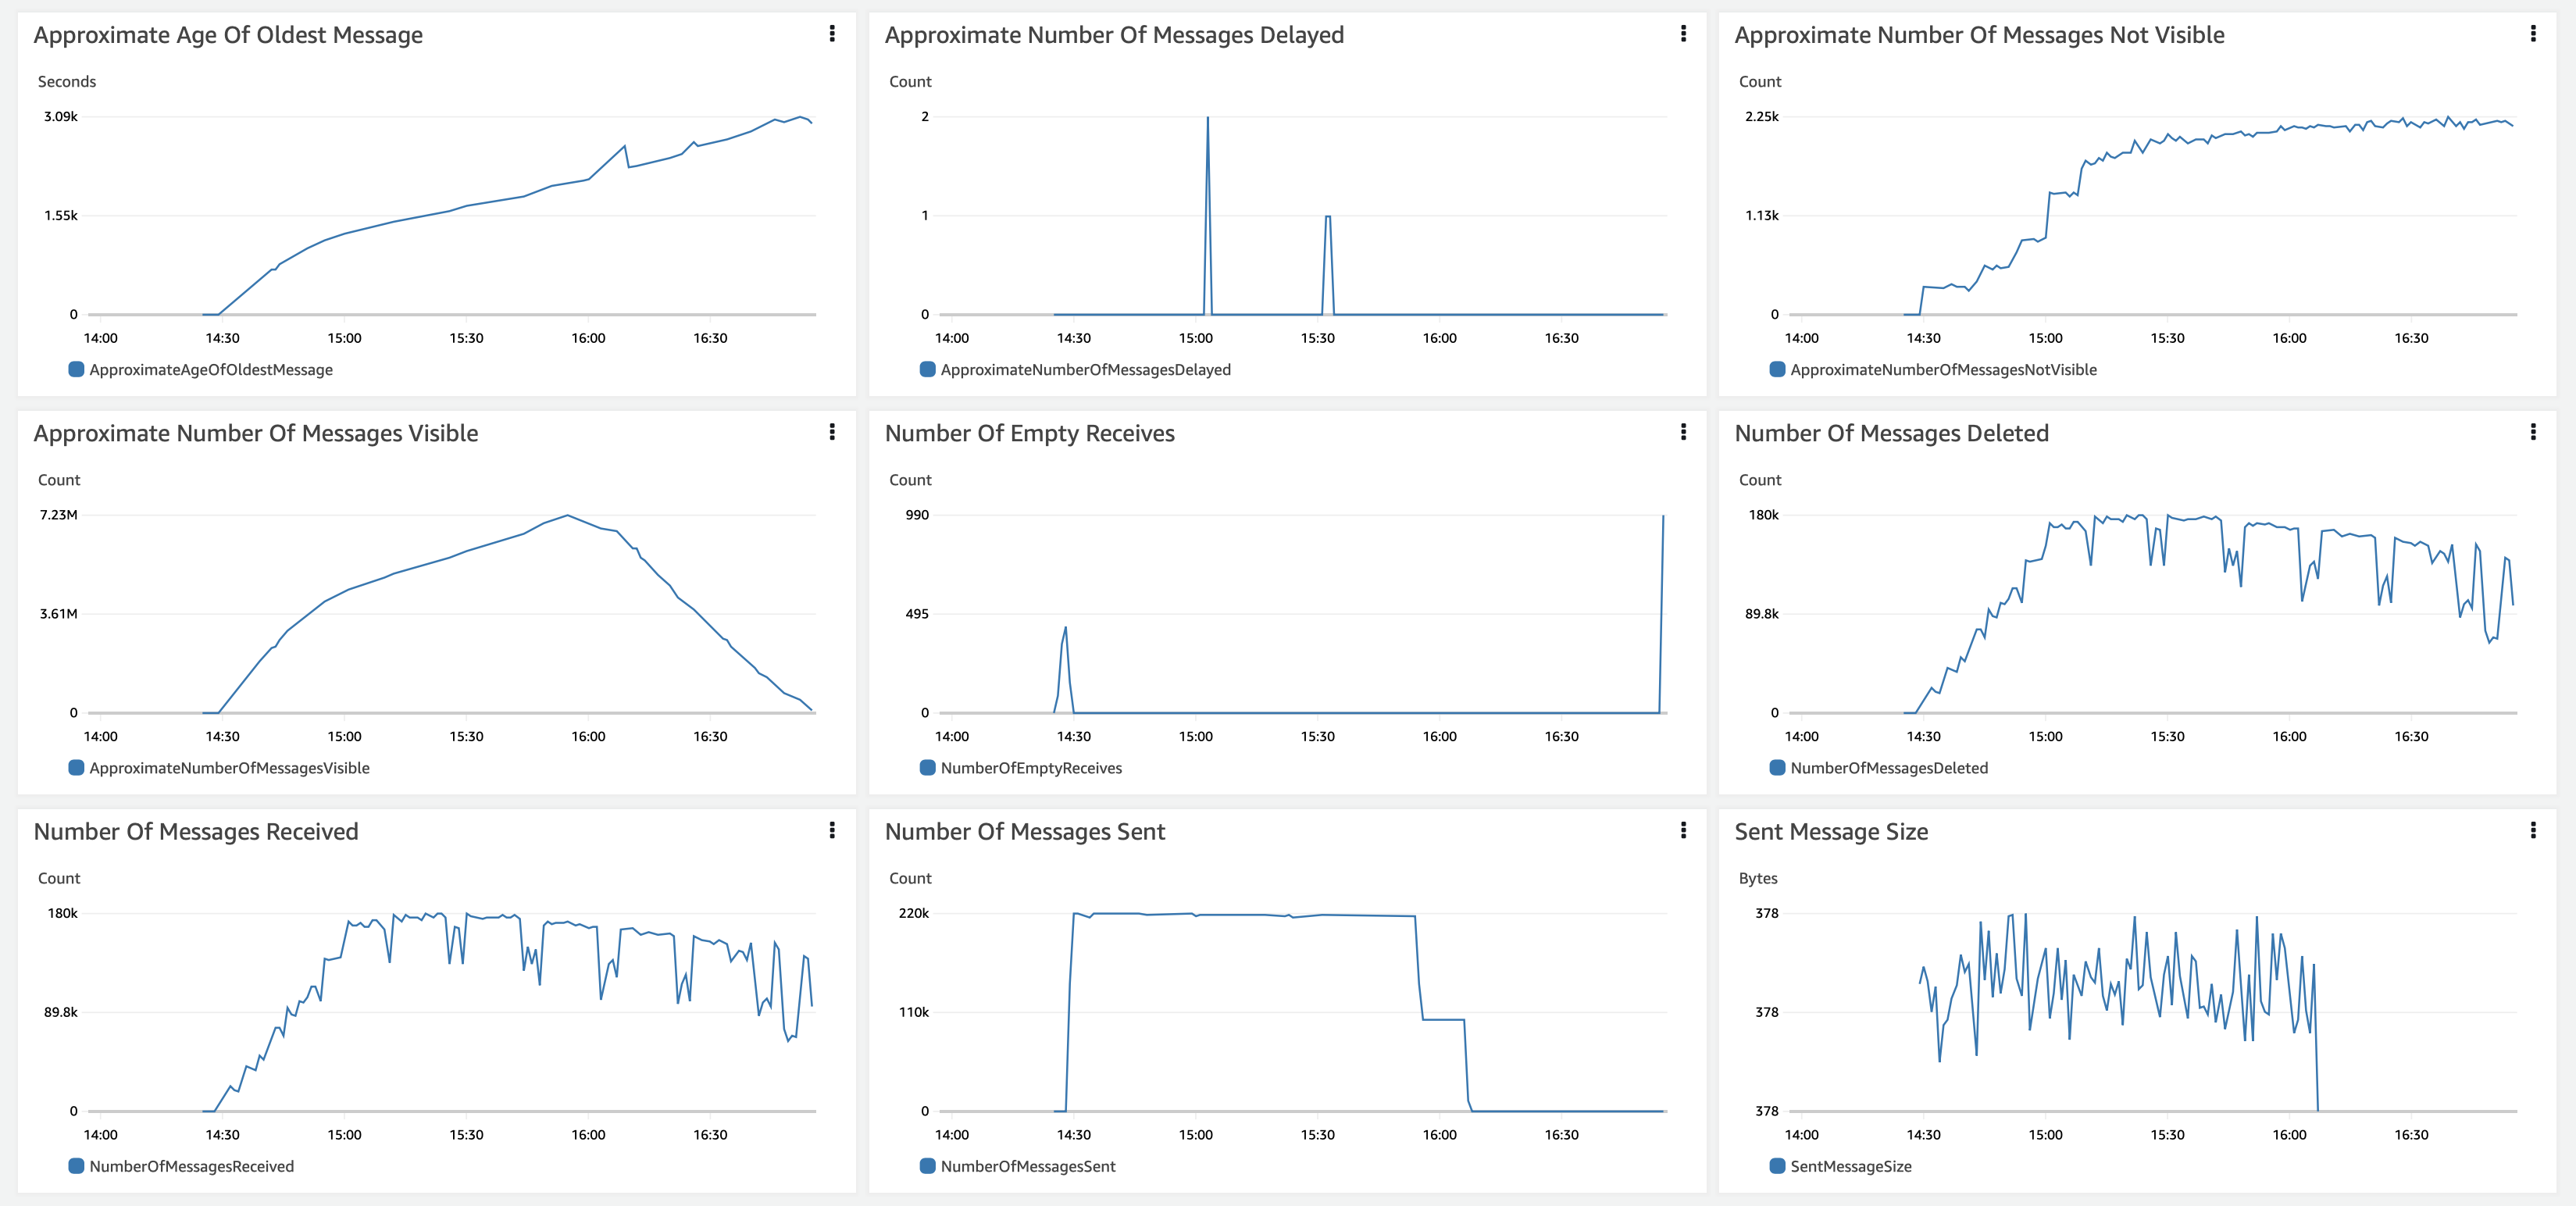 Approximate Age Of Oldest Message
Seconds
3.09k
1.55k
0
14:00 14:30 15:00 15:30 16:00 16:30
ApproximateAgeOfOldestMessage
Approximate Number Of Messages Delayed
Count
2
1
0
14:00 14:30 15:00 15:30 16:00 16:30
ApproximateNumberOfMessagesDelayed
Approximate Number Of Messages Not Visible
Count
2.25k
1.13k
0
14:00 14:30 15:00 15:30 16:00 16:30
ApproximateNumberOfMessagesNotVisible
Approximate Number Of Messages Visible
Count
7.23M
3.61M
0
14:00 14:30 15:00 15:30 16:00 16:30
ApproximateNumberOfMessagesVisible
Number Of Empty Receives
Count
990
495
0
14:00 14:30 15:00 15:30 16:00 16:30
NumberOfEmptyReceives
Number Of Messages Deleted
Count
180k
89.8k
0
14:00 14:30 15:00 15:30 16:00 16:30
NumberOfMessagesDeleted
Number Of Messages Received
Count
180k
89.8k
0
14:00 14:30 15:00 15:30 16:00 16:30
NumberOfMessagesReceived
Number Of Messages Sent
Count
220k
110k
0
14:00 14:30 15:00 15:30 16:00 16:30
NumberOfMessagesSent
Sent Message Size
Bytes
378
378
378
14:00 14:30 15:00 15:30 16:00 16:30
SentMessageSize